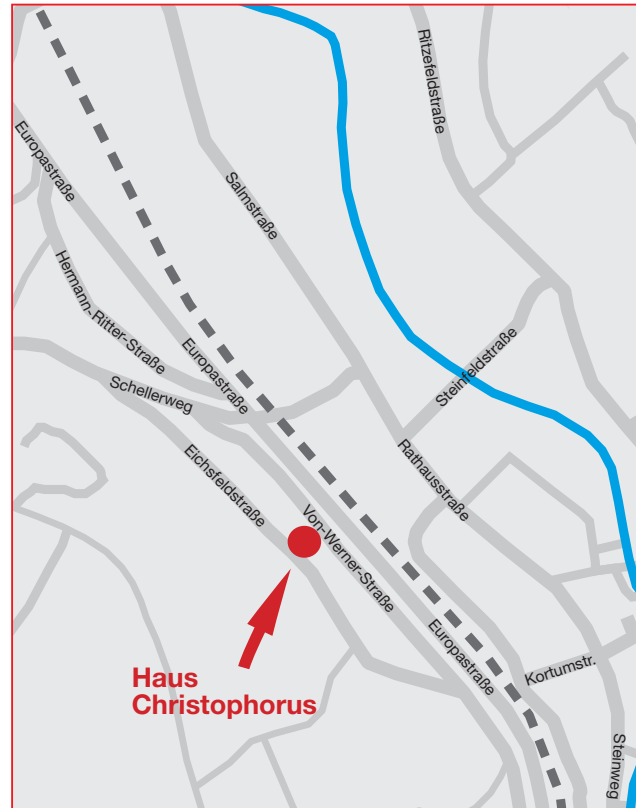 Ritzefeldstraße
Europastraße
Salmstraße
Hermann-Ritter-Straße
Europastraße
Steinfeldstraße
Schellerweg
Rathausstraße
Eichsfeldstraße
Von-Werner-Straße
Europastraße
Kortumstr.
Haus
Christophorus
Steinweg